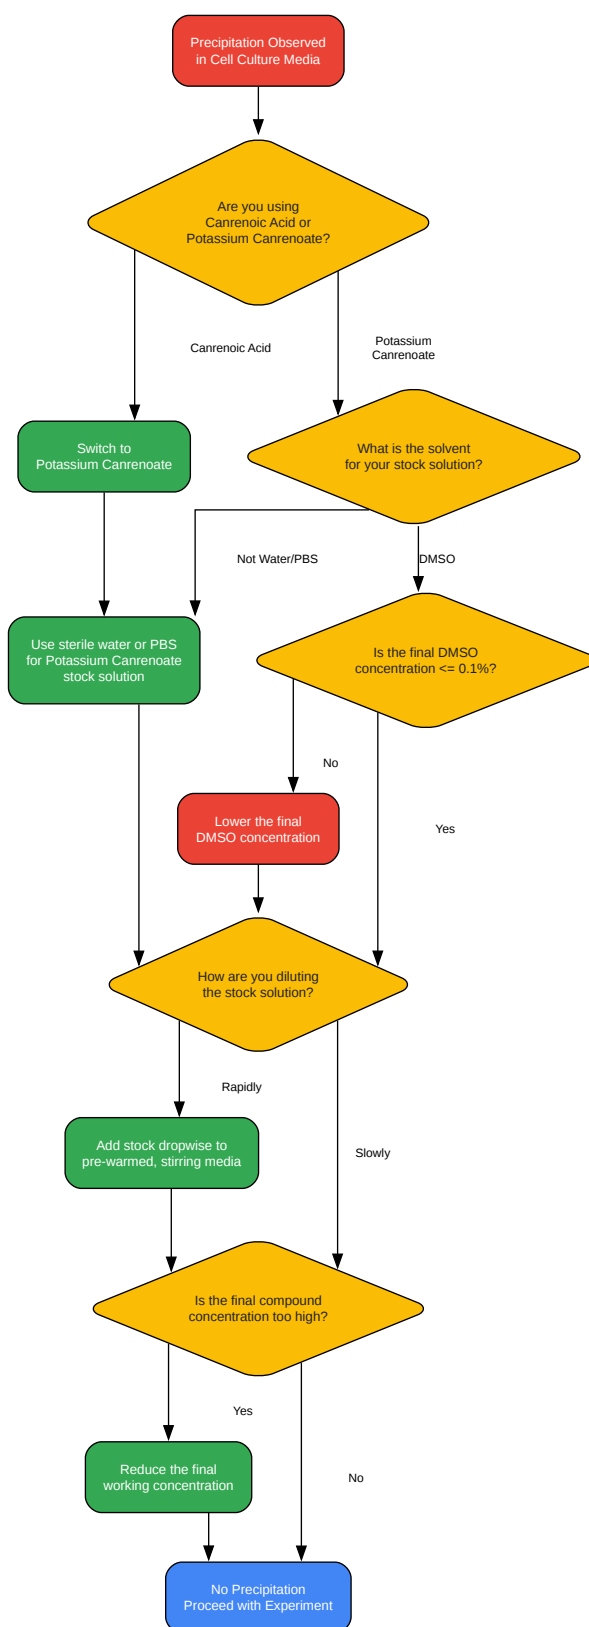 Precipitation Observed
in Cell Culture Media
Are you using
Canrenoic Acid or
Potassium Canrenoate?
Canrenoic Acid
Potassium
Canrenoate
Switch to
Potassium Canrenoate
What is the solvent
for your stock solution?
Not Water/PBS
DMSO
Use sterile water or PBS
for Potassium Canrenoate
stock solution
Is the final DMSO
concentration <= 0.1%?
No
Yes
Lower the final
DMSO concentration
How are you diluting
the stock solution?
Rapidly
Slowly
Add stock dropwise to
pre-warmed, stirring media
Is the final compound
concentration too high?
Yes
No
Reduce the final
working concentration
No Precipitation
Proceed with Experiment